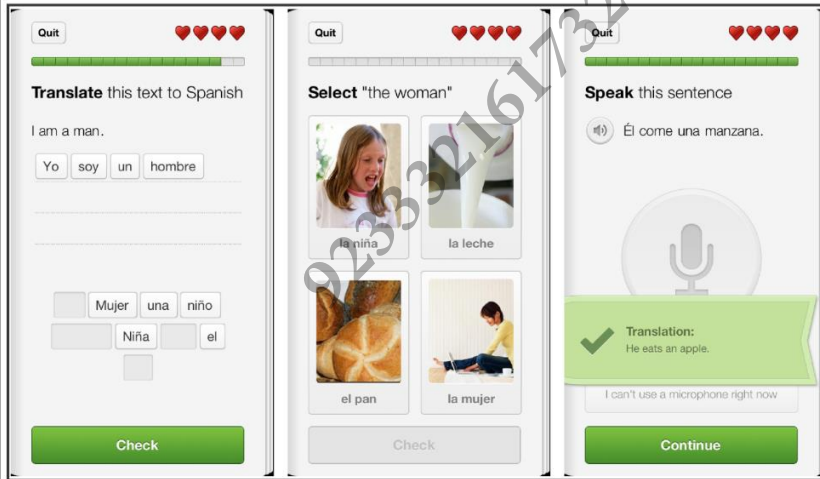 Quit
Translate this text to Spanish
I am a man.
Yo soy un hombre
Mujer una niño
Niña el
Check
Quit
Select "the woman"
la niña
la leche
el pan
la mujer
Check
Quit
Speak this sentence
Él come una manzana.
Translation:
He eats an apple.
I can't use a microphone right now
Continue